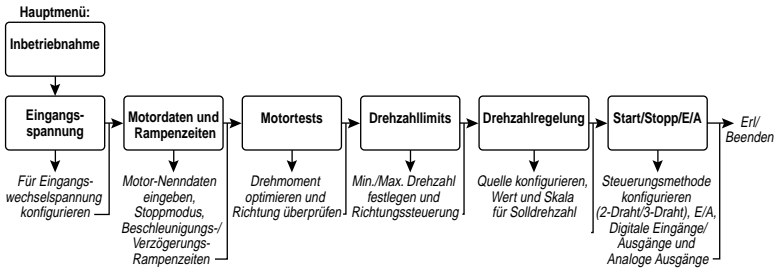 Hauptmenü:
Inbetriebnahme
Eingangs-
spannung
Motordaten und
Rampenzeiten
Motortests
Drehzahllimits
Drehzahlregelung
Start/Stopp/E/A
Erl/
Beenden
Für Eingangs-
wechselspannung
konfigurieren
Motor-Nenndaten
eingeben,
Stoppmodus,
Beschleunigungs-/
Verzögerungs-
Rampenzeiten
Drehmoment
optimieren und
Richtung überprüfen
Min./Max. Drehzahl
festlegen und
Richtungssteuerung
Quelle konfigurieren,
Wert und Skala
für Solldrehzahl
Steuerungsmethode
konfigurieren
(2-Draht/3-Draht), E/A,
Digitale Eingänge/
Ausgänge und
Analoge Ausgänge